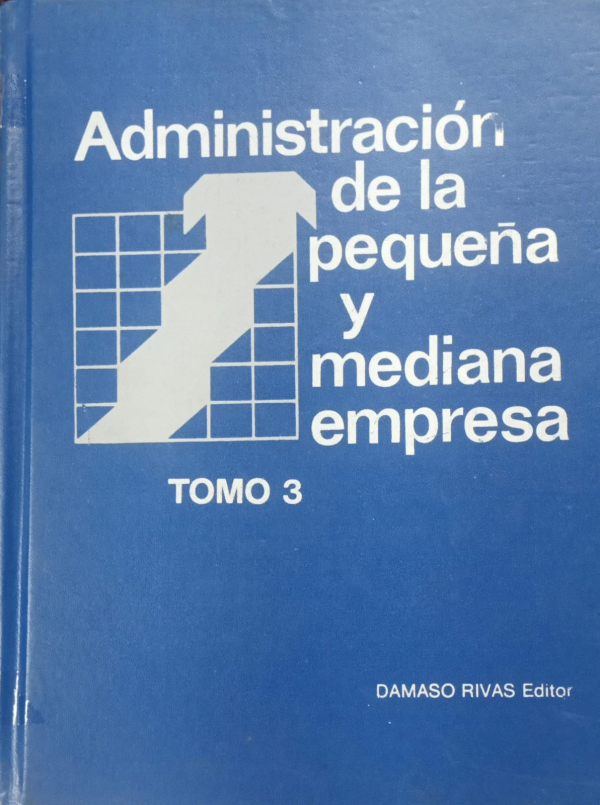 Administración
de la
pequeña
y
mediana
empresa
TOMO 3
DAMASO RIVAS Editor